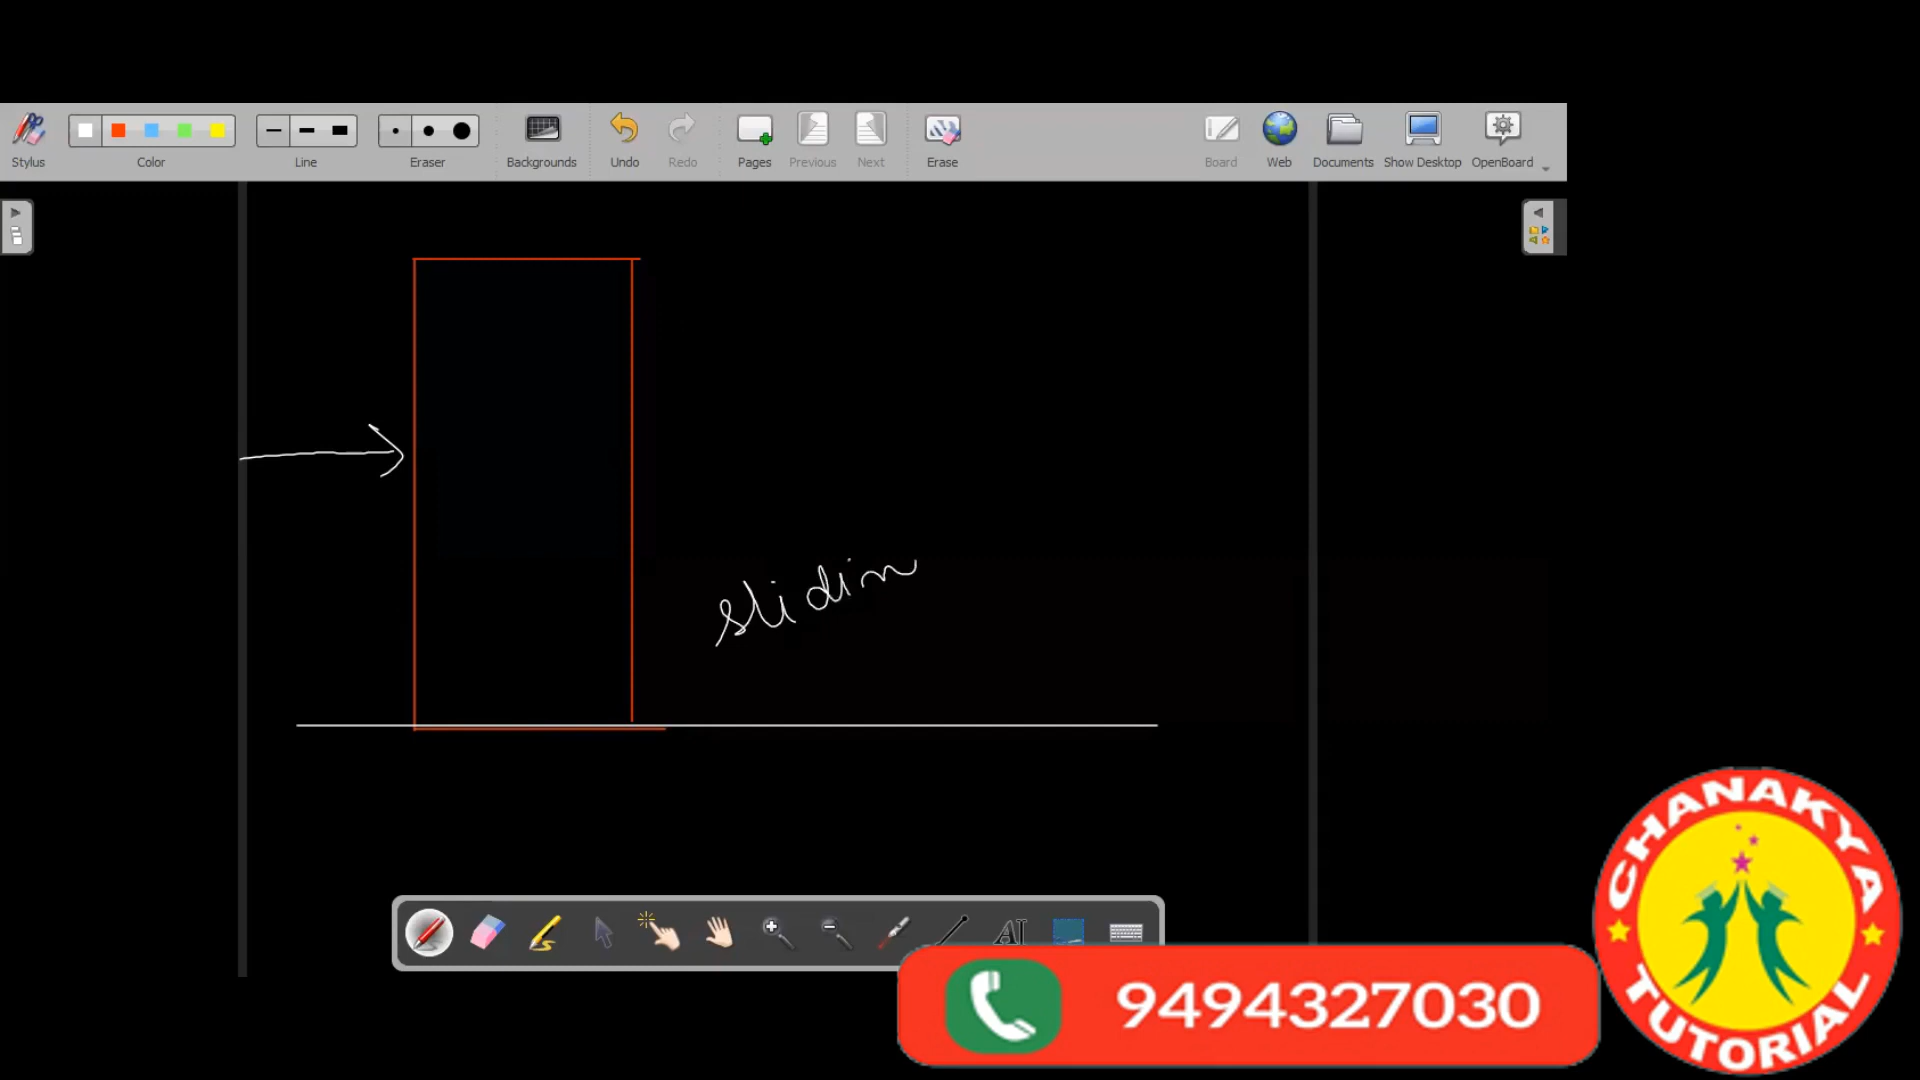 Stylus Color Line Eraser Backgrounds Undo Redo Pages Previous Next Erase Board Web Documents Show Desktop OpenBoard
slidin
AI
9494327030
CHANAKYA
TUTORIAL